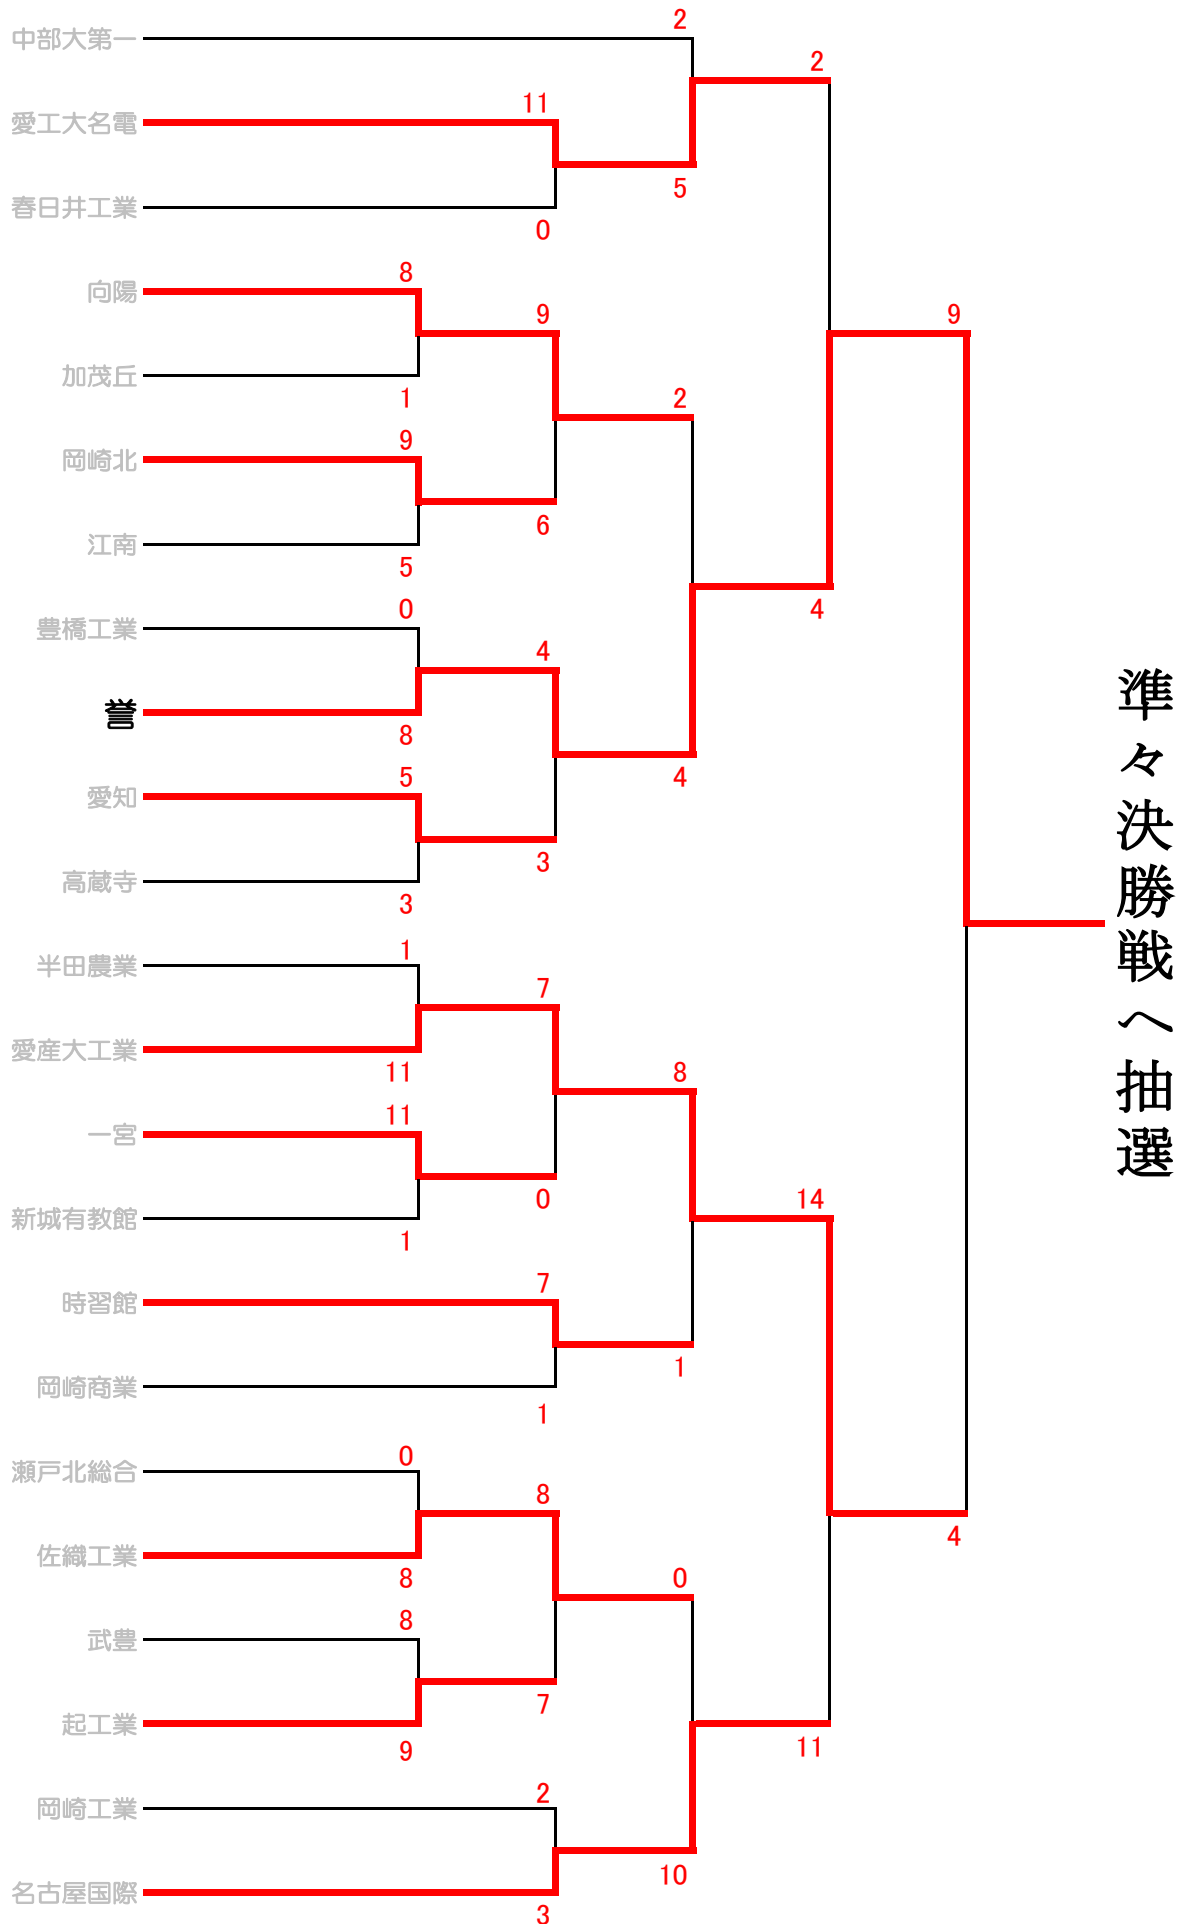 2
中部大第一
2
11
愛工大名電
5
春日井工業
0
8
向陽
9
9
加茂丘
1
2
9
岡崎北
6
江南
5
0
4
豊橋工業
4
誉
8
5
4
愛知
3
高蔵寺
3
1
半田農業
7
愛産大工業
11
8
11
一宮
0
14
新城有教館
1
7
時習館
1
岡崎商業
1
0
瀬戸北総合
8
4
佐織工業
8
0
8
武豊
7
起工業
9
11
2
岡崎工業
10
名古屋国際
3
準々決勝戦へ抽選